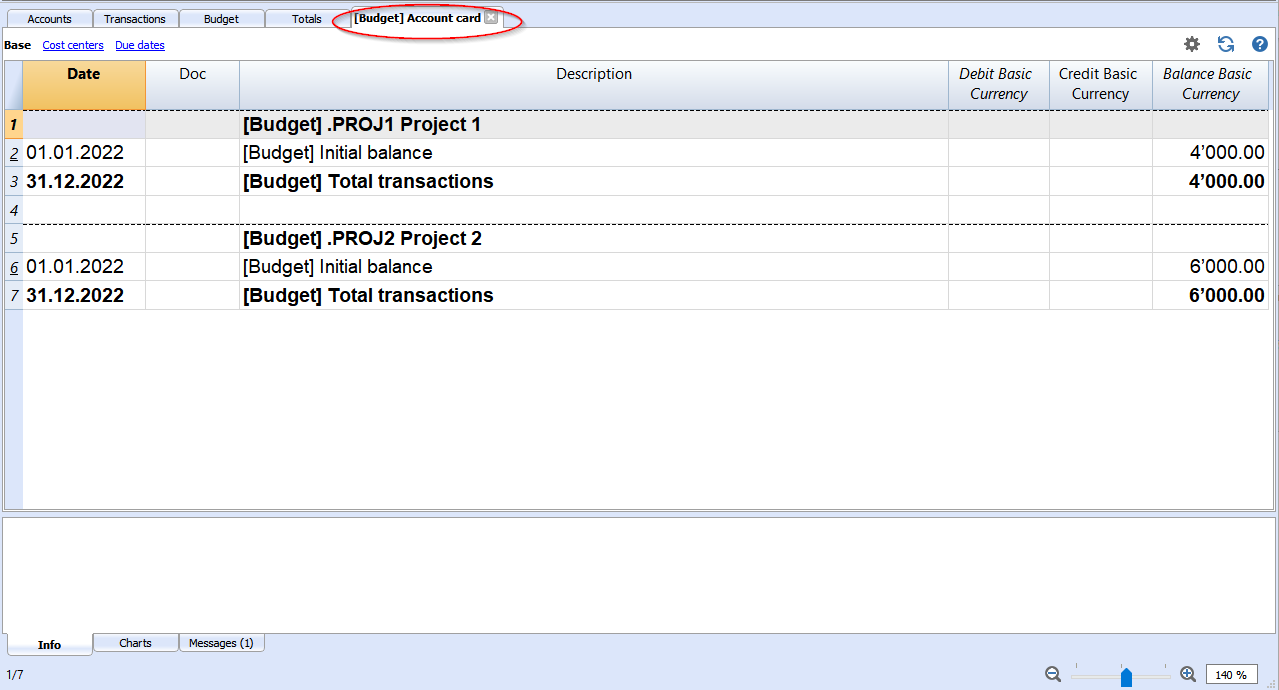 Accounts Transactions Budget Totals [Budget] Account card
Base Cost centers Due dates
Date Doc Description Debit Basic Currency Credit Basic Currency Balance Basic Currency
1 [Budget] .PROJ1 Project 1
2 01.01.2022 [Budget] Initial balance 4’000.00
3 31.12.2022 [Budget] Total transactions 4’000.00
4
5 [Budget] .PROJ2 Project 2
6 01.01.2022 [Budget] Initial balance 6’000.00
7 31.12.2022 [Budget] Total transactions 6’000.00
Info Charts Messages (1)
1/7 140 %